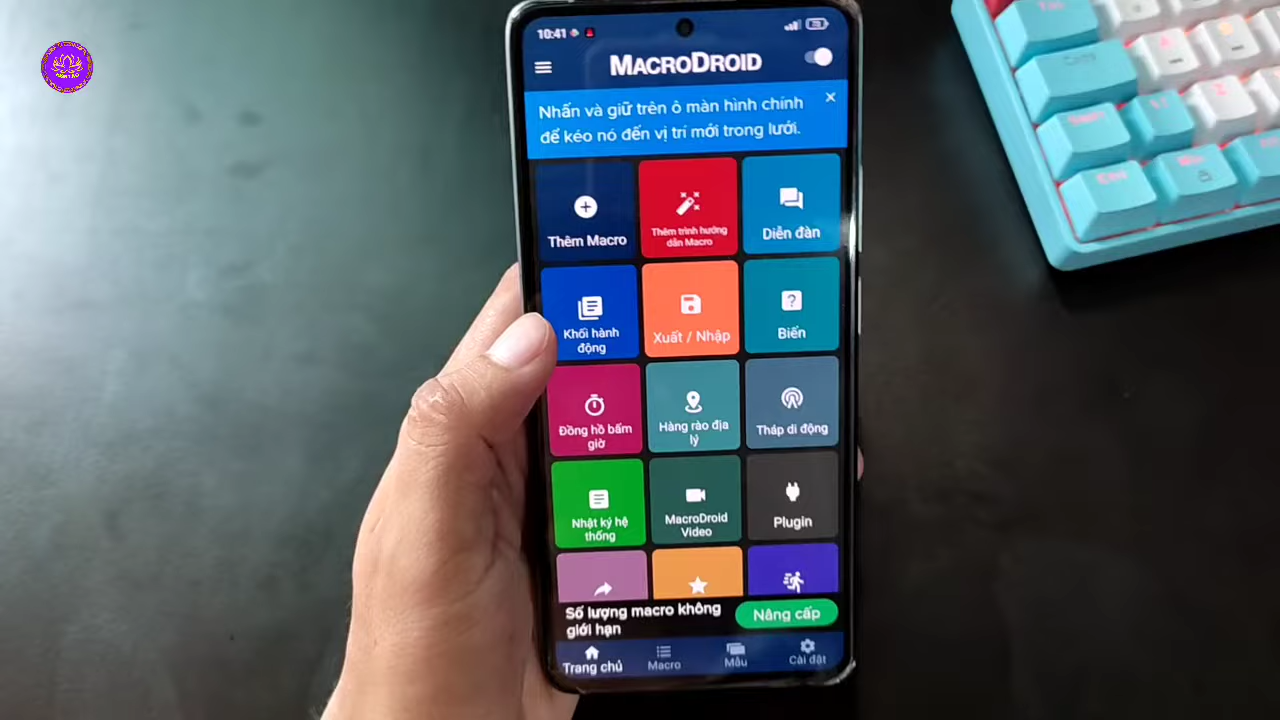 10:41
MACRODROID
Nhấn và giữ trên ô màn hình chính
để kéo nó đến vị trí mới trong lưới.
Thêm Macro
Thêm trình hướng
dẫn Macro
Diễn đàn
Khối hành
động
Xuất / Nhập
Biến
Đồng hồ bấm
giờ
Hàng rào địa
lý
Tháp di động
Nhật ký hệ
thống
MacroDroid
Video
Plugin
Số lượng macro không
giới hạn
Nâng cấp
Trang chủ
Macro
Mẫu
Cài đặt